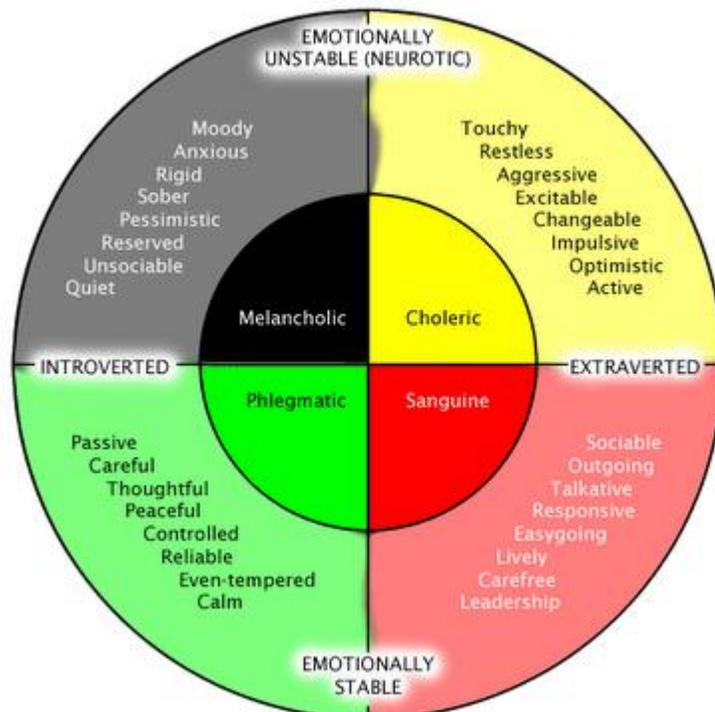 EMOTIONALLY
UNSTABLE (NEUROTIC)
Moody
Anxious
Rigid
Sober
Pessimistic
Reserved
Unsociable
Quiet
Touchy
Restless
Aggressive
Excitable
Changeable
Impulsive
Optimistic
Active
Melancholic
Choleric
INTROVERTED
EXTRAVERTED
Phlegmatic
Sanguine
Passive
Careful
Thoughtful
Peaceful
Controlled
Reliable
Even-tempered
Calm
Sociable
Outgoing
Talkative
Responsive
Easygoing
Lively
Carefree
Leadership
EMOTIONALLY
STABLE